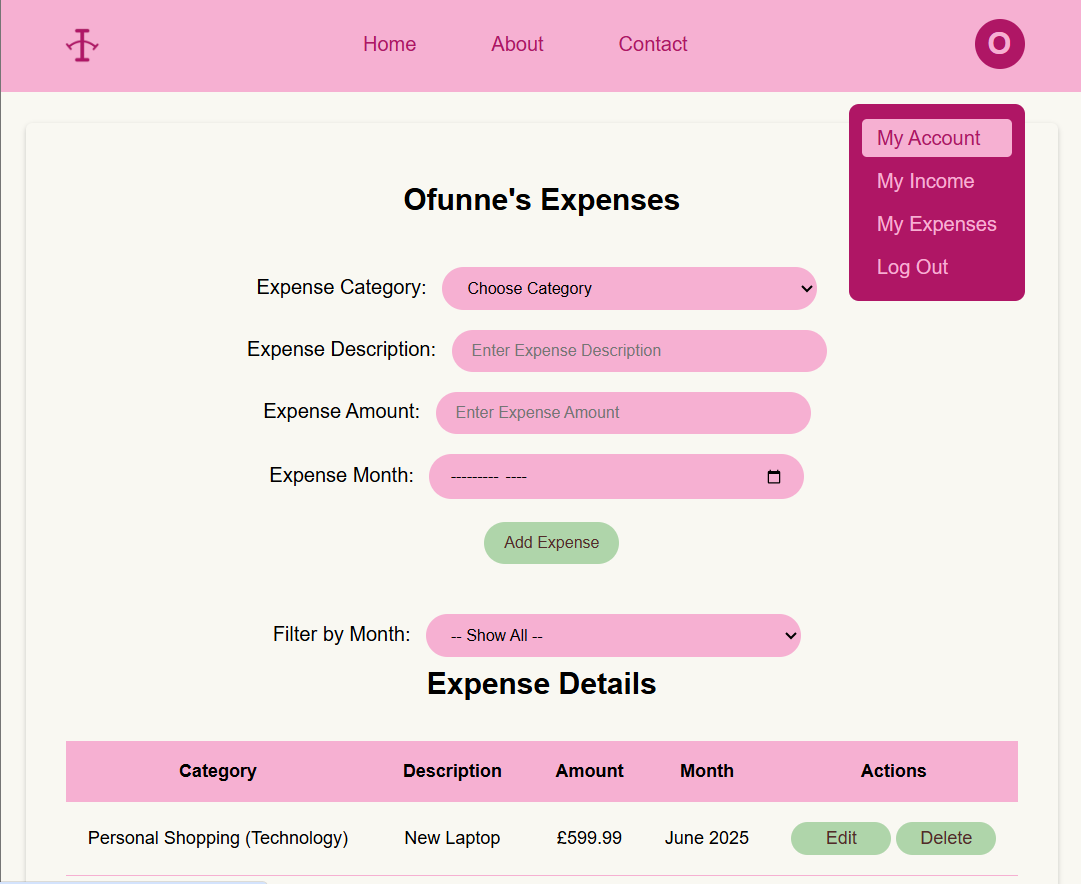 Home About Contact O
My Account
My Income
My Expenses
Log Out
Ofunne's Expenses
Expense Category: Choose Category
Expense Description: Enter Expense Description
Expense Amount: Enter Expense Amount
Expense Month: --------- ----
Add Expense
Filter by Month: -- Show All --
Expense Details
Category Description Amount Month Actions
Personal Shopping (Technology) New Laptop £599.99 June 2025 Edit Delete